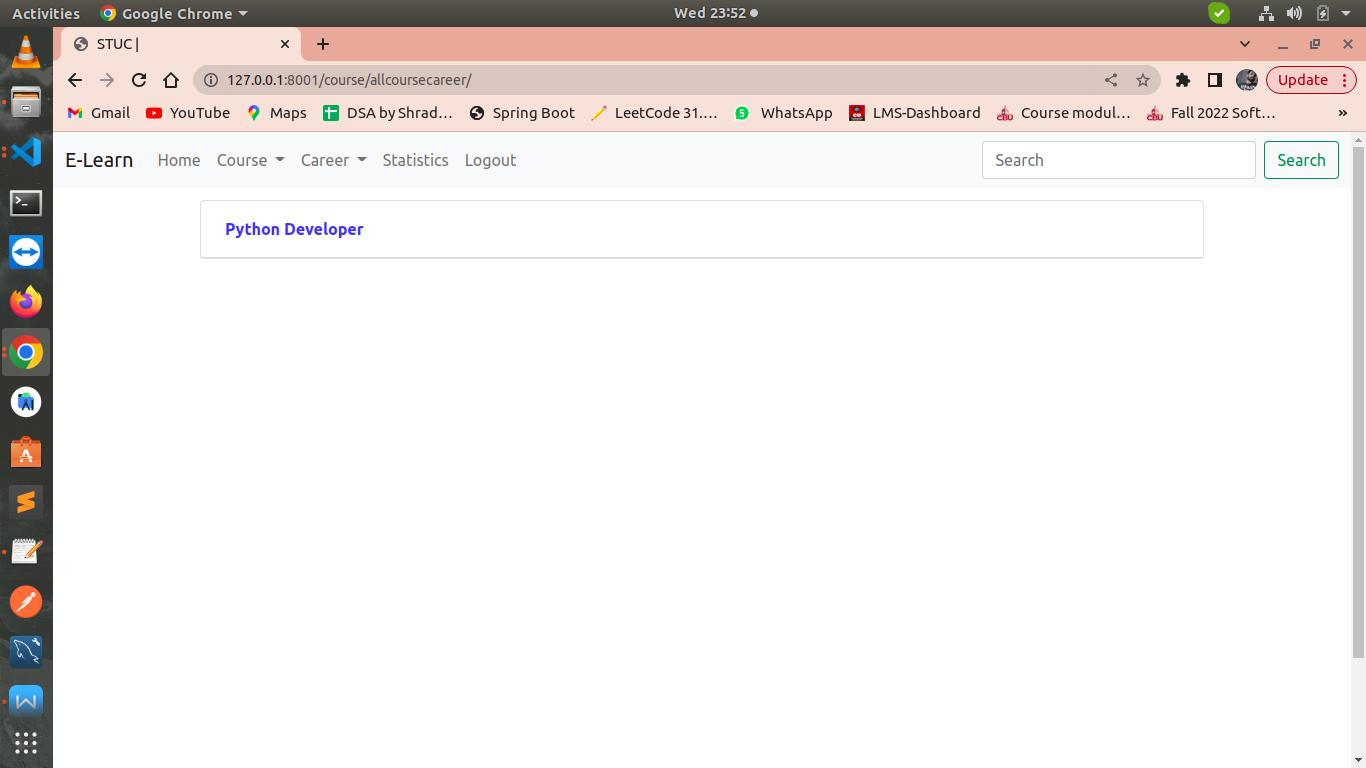 Activities Google Chrome Wed 23:52
STUC |
127.0.0.1:8001/course/allcoursecareer/ Update
Gmail YouTube Maps DSA by Shrad… Spring Boot LeetCode 31.… WhatsApp LMS-Dashboard Course modul… Fall 2022 Soft… »
E-Learn Home Course Career Statistics Logout Search Search
Python Developer